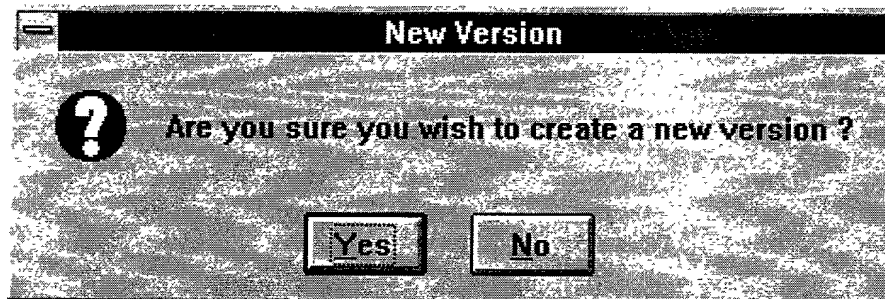 New Version
Are you sure you wish to create a new version ?
Yes
No